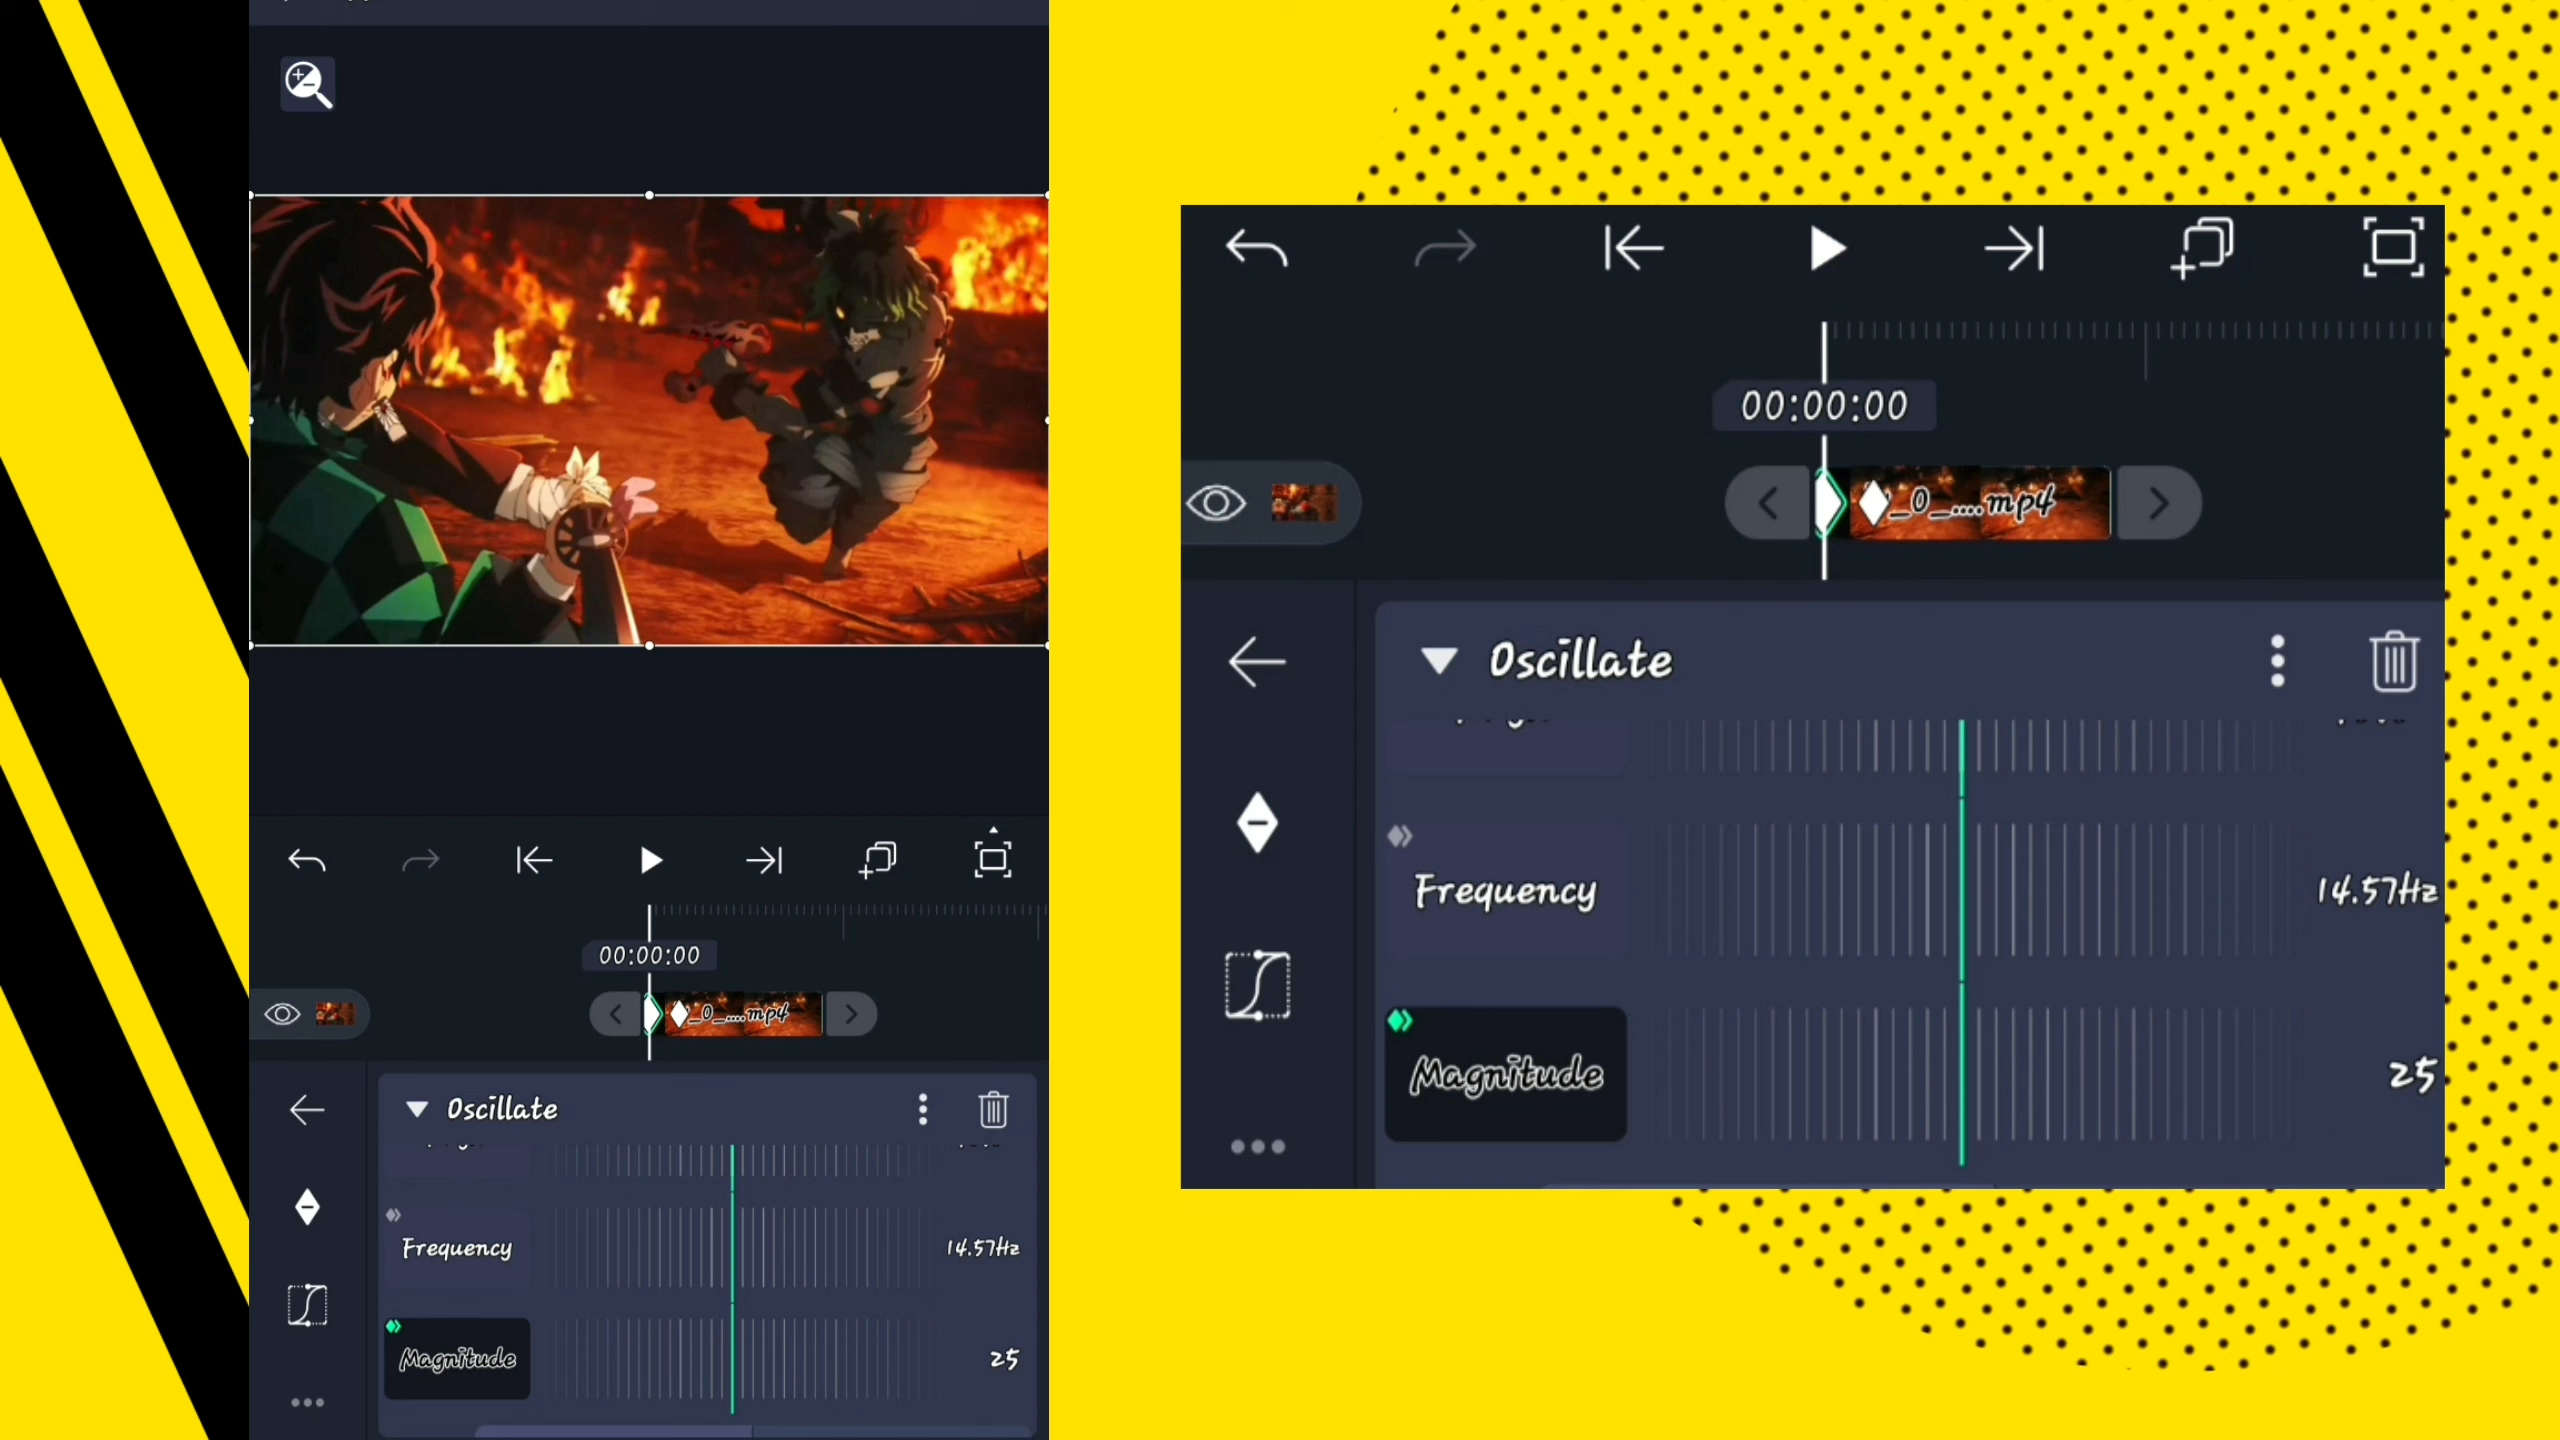 00:00:00
_0_....mp4
Oscillate
Frequency
14.57Hz
Magnitude
25
00:00:00
_0_....mp4
Oscillate
Frequency
14.57Hz
Magnitude
25